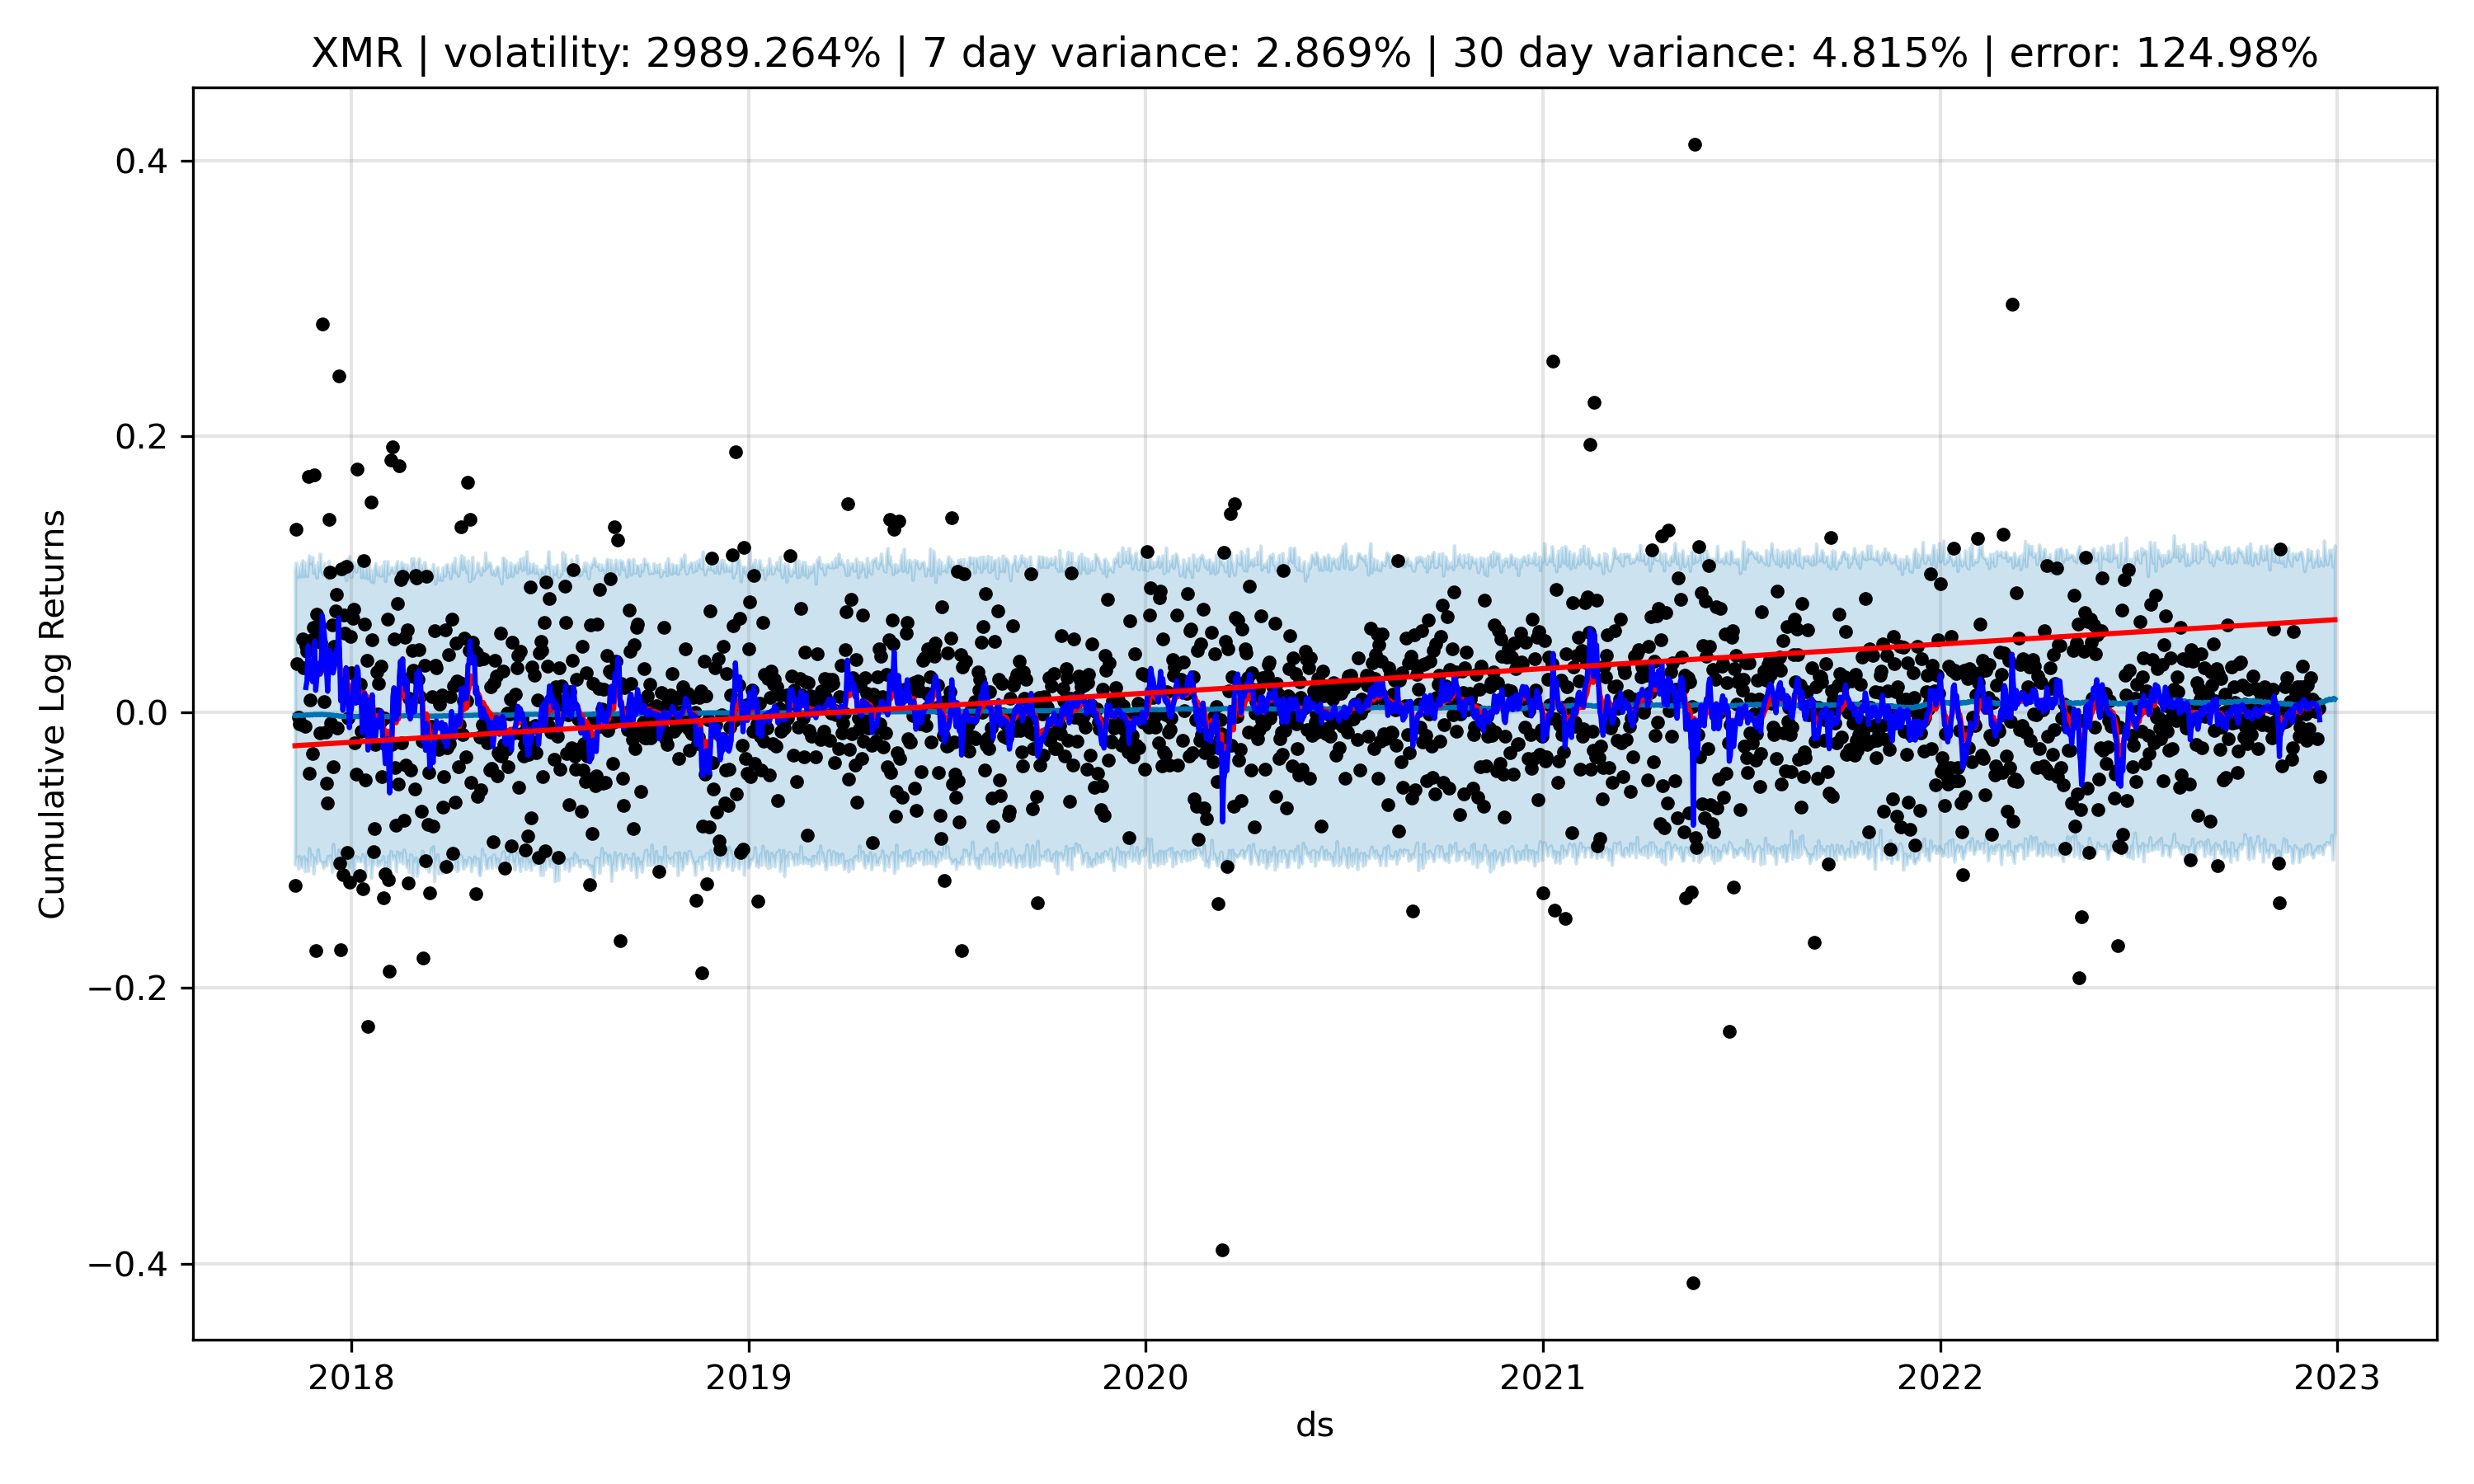 XMR | volatility: 2989.264% | 7 day variance: 2.869% | 30 day variance: 4.815% | error: 124.98%
0.4
0.2
0.0
−0.2
−0.4
Cumulative Log Returns
2018 2019 2020 2021 2022 2023
ds